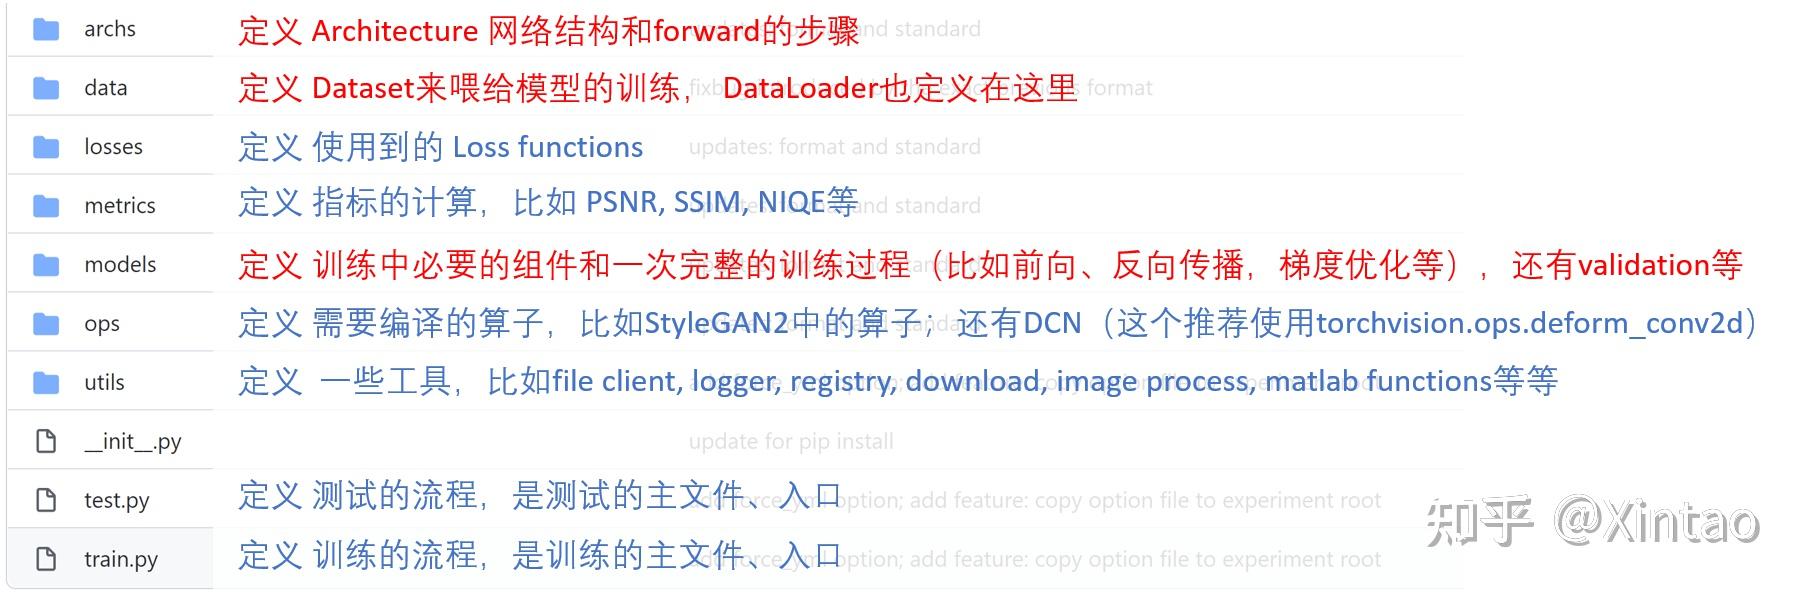 archs 定义 Architecture 网络结构和forward的步骤 and standard
data 定义 Dataset来喂给模型的训练， DataLoader也定义在这里 format
losses 定义 使用到的 Loss functions updates: format and standard
metrics 定义 指标的计算，比如 PSNR, SSIM, NIQE等 and standard
models 定义 训练中必要的组件和一次完整的训练过程（比如前向、反向传播，梯度优化等），还有validation等
ops 定义 需要编译的算子，比如StyleGAN2中的算子；还有DCN（这个推荐使用torchvision.ops.deform_conv2d）
utils 定义 一些工具，比如file client, logger, registry, download, image process, matlab functions等等
__init__.py update for pip install
test.py 定义 测试的流程，是测试的主文件、入口 option; add feature: copy option file to experiment root
train.py 定义 训练的流程，是训练的主文件、入口 option; add feature: copy option file to experiment root
知乎 @Xintao